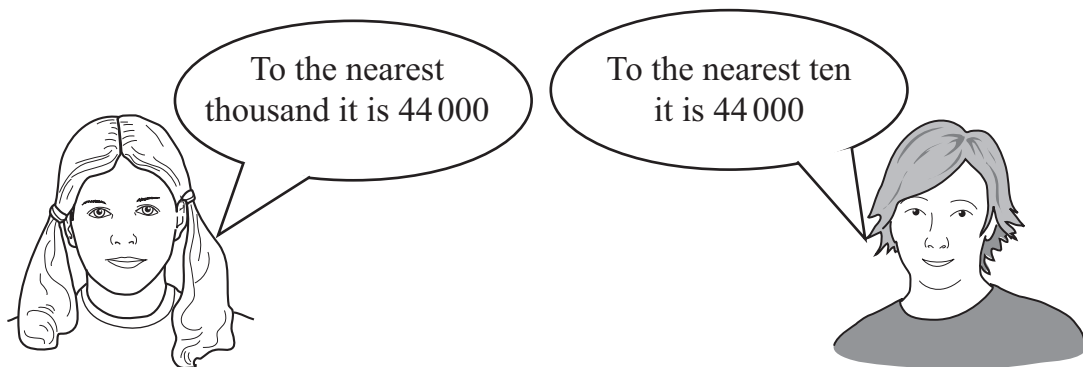 To the nearest
thousand it is 44 000
To the nearest ten
it is 44 000